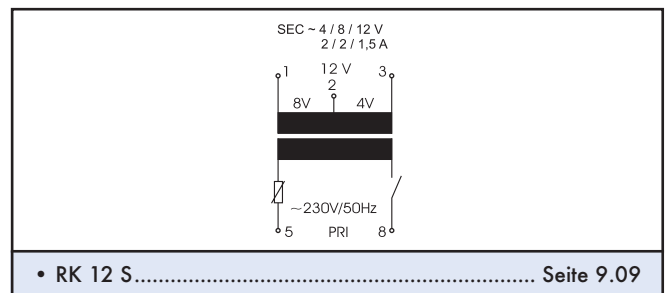 SEC ~ 4 / 8 / 12 V
2 / 2 / 1,5 A
1 12 V 3
2
8V 4V
~230V/50Hz
5 PRI 8
• RK 12 S................................................................ Seite 9.09